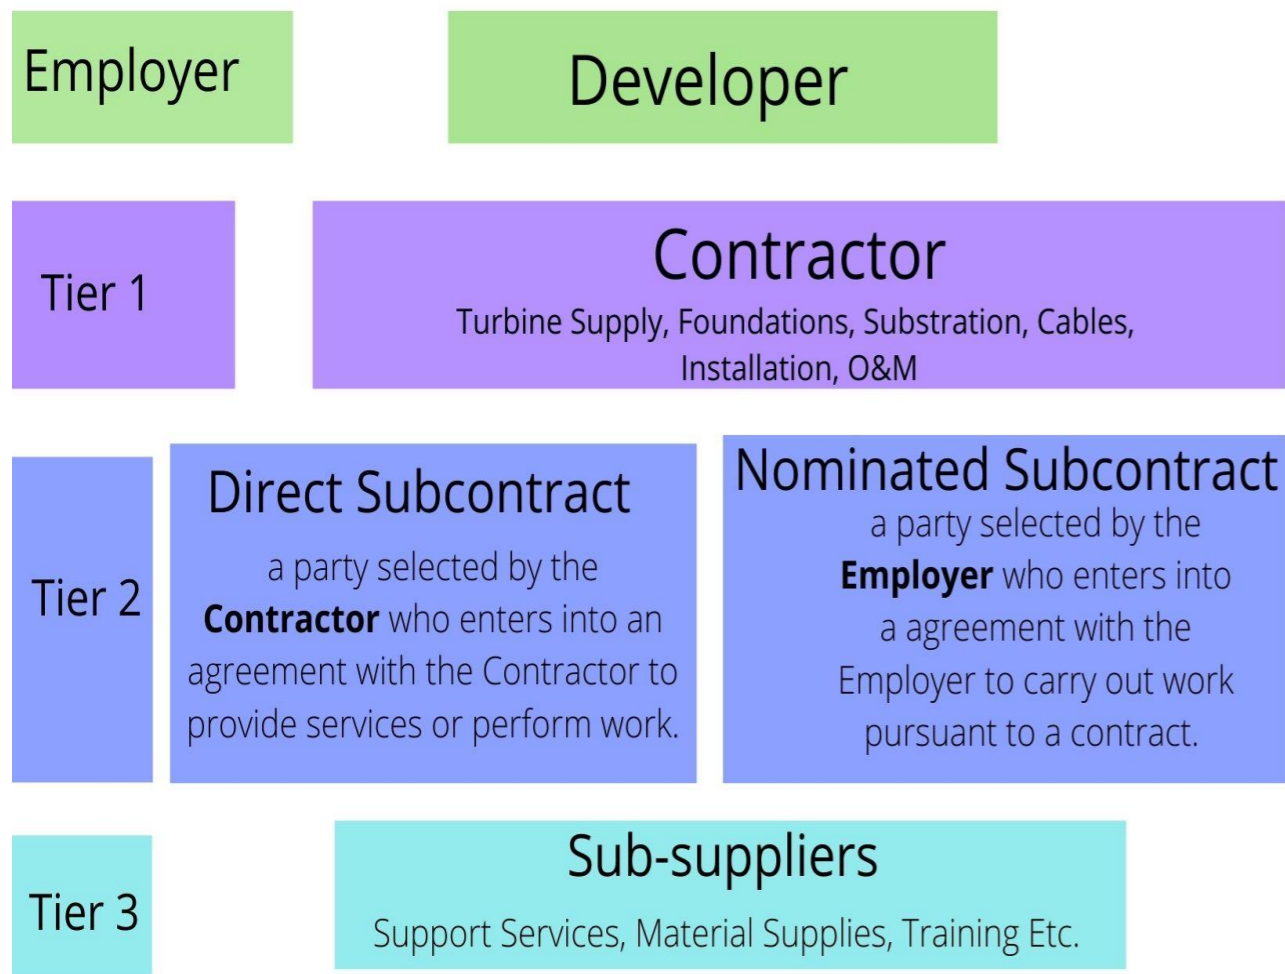 Employer
Developer
Tier 1
Contractor
Turbine Supply, Foundations, Substration, Cables,
Installation, O&M
Tier 2
Direct Subcontract
a party selected by the
Contractor who enters into an
agreement with the Contractor to
provide services or perform work.
Nominated Subcontract
a party selected by the
Employer who enters into
a agreement with the
Employer to carry out work
pursuant to a contract.
Tier 3
Sub-suppliers
Support Services, Material Supplies, Training Etc.